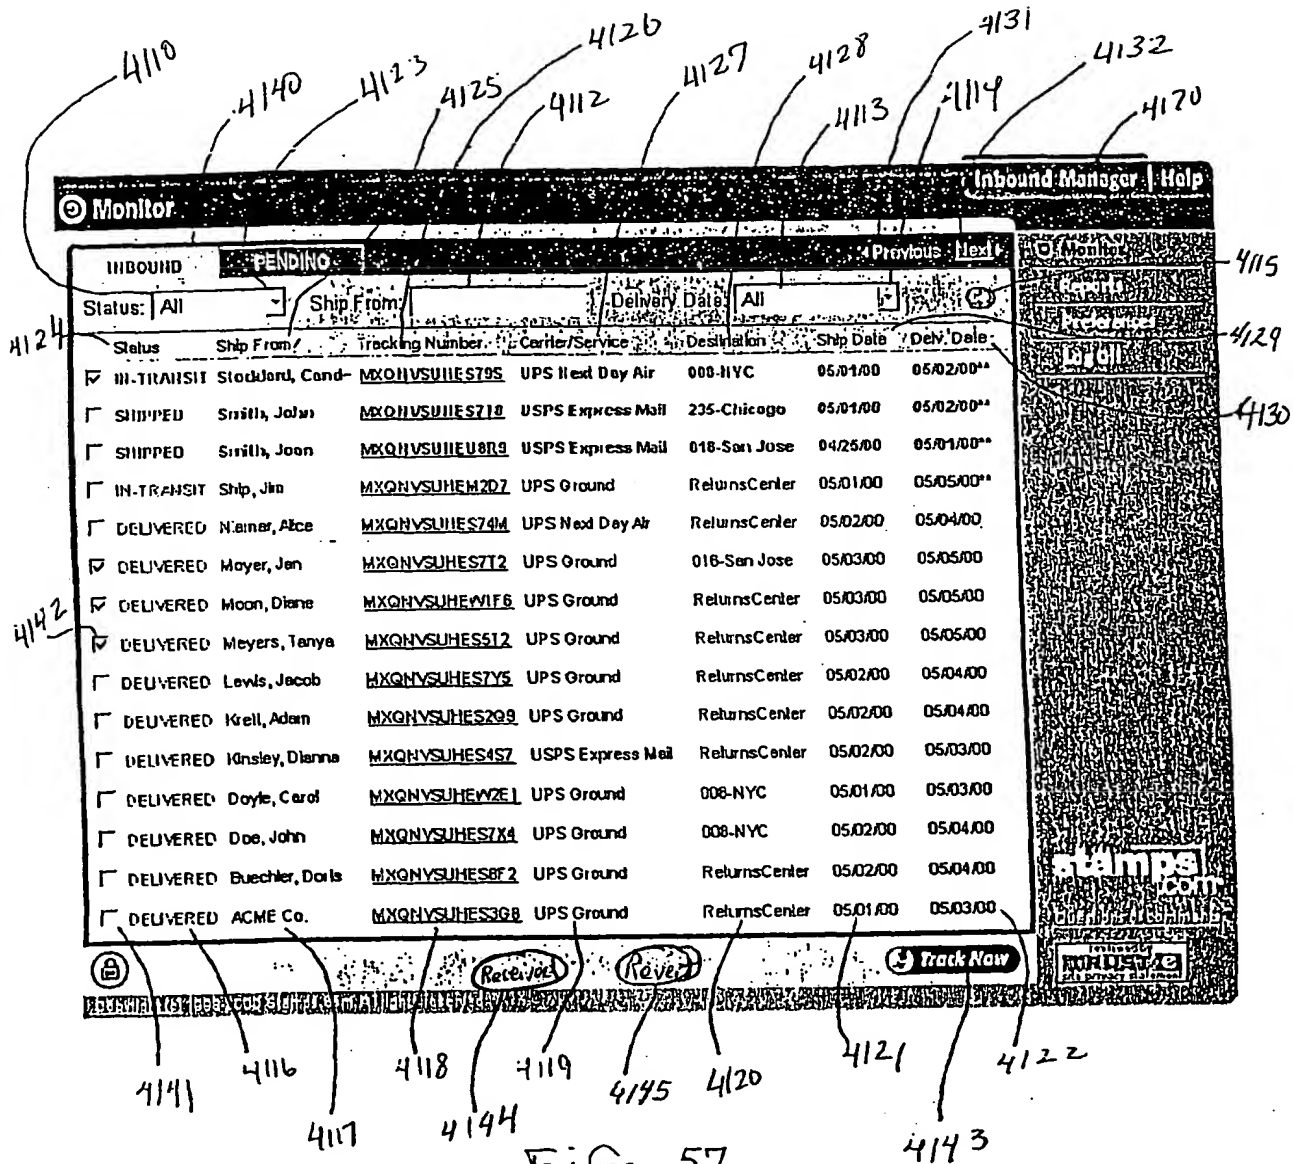 4110
4140
4123
4125
4126
4112
4127
4128
4113
4131
4114
4132
4170
Inbound Manager | Help
Monitor
INBOUND PENDING Previous Next
Monitor
4115
Status: All Ship From: Delivery Date: All
Log Off
4124
Status Ship From Tracking Number Carrier/Service Destination Ship Date Delv. Date
4129
IN-TRANSIT Stoddard, Cand- MXQNVSUHES79S UPS Next Day Air 008-NYC 05/01/00 05/02/00**
SHIPPED Smith, John MXQNVSUHES718 USPS Express Mail 235-Chicago 05/01/00 05/02/00**
4130
SHIPPED Smith, Joan MXQNVSUHEU8R9 USPS Express Mail 018-San Jose 04/25/00 05/01/00**
IN-TRANSIT Ship, Jim MXQNVSUHEM2D7 UPS Ground ReturnsCenter 05/01/00 05/05/00**
DELIVERED Niemer, Alice MXQNVSUHES74M UPS Next Day Air ReturnsCenter 05/02/00 05/04/00
DELIVERED Mayer, Jan MXQNVSUHES7T2 UPS Ground 016-San Jose 05/03/00 05/05/00
DELIVERED Moon, Diane MXQNVSUHEW1F6 UPS Ground ReturnsCenter 05/03/00 05/05/00
4142
DELIVERED Meyers, Tanya MXQNVSUHES5T2 UPS Ground ReturnsCenter 05/03/00 05/05/00
DELIVERED Lewis, Jacob MXQNVSUHES7Y5 UPS Ground ReturnsCenter 05/02/00 05/04/00
DELIVERED Krell, Adam MXQNVSUHES2Q9 UPS Ground ReturnsCenter 05/02/00 05/04/00
DELIVERED Kinsley, Dianna MXQNVSUHES4S7 USPS Express Mail ReturnsCenter 05/02/00 05/03/00
DELIVERED Doyle, Carol MXQNVSUHEW2E1 UPS Ground 008-NYC 05/01/00 05/03/00
DELIVERED Doe, John MXQNVSUHES7X4 UPS Ground 008-NYC 05/02/00 05/04/00
DELIVERED Buechler, Doris MXQNVSUHES8F2 UPS Ground ReturnsCenter 05/02/00 05/04/00
DELIVERED ACME Co. MXQNVSUHES3G8 UPS Ground ReturnsCenter 05/01/00 05/03/00
stamps.com
Received Revert Track Now
TRUSTe
privacy statement
4141
4116
4117
4118
4144
4119
4145
4120
4121
4143
4122
FiG. 57